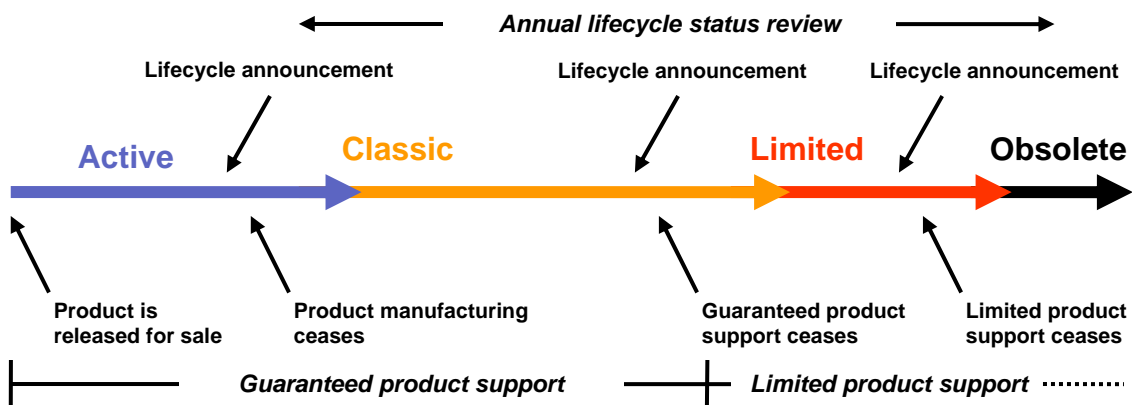 Annual lifecycle status review
Lifecycle announcement
Lifecycle announcement
Lifecycle announcement
Active
Classic
Limited
Obsolete
Product is
released for sale
Product manufacturing
ceases
Guaranteed product
support ceases
Limited product
support ceases
Guaranteed product support
Limited product support